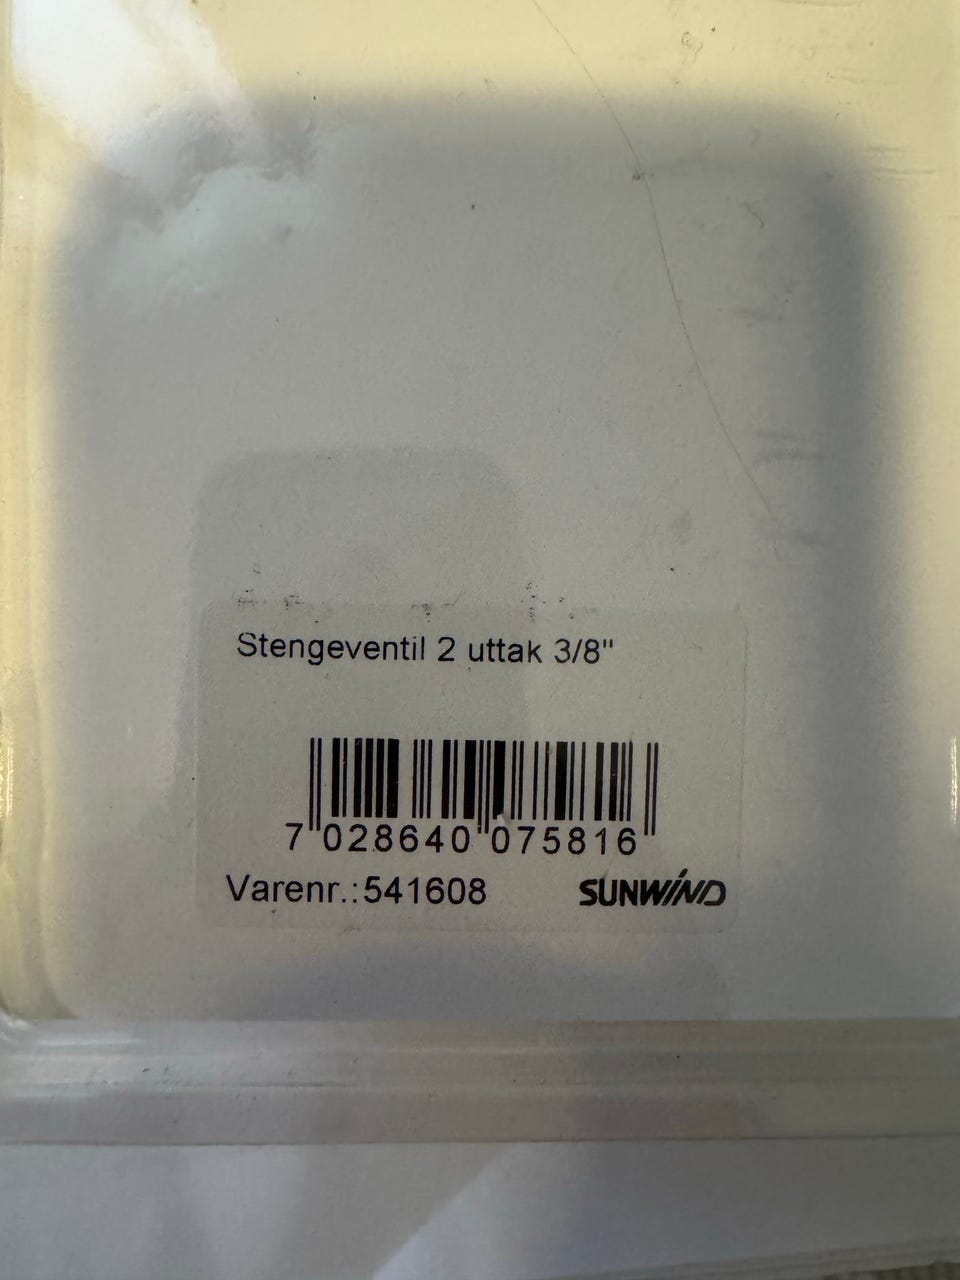 Stengeventil 2 uttak 3/8"
7 028640 075816
Varenr.:541608 SUNWIND